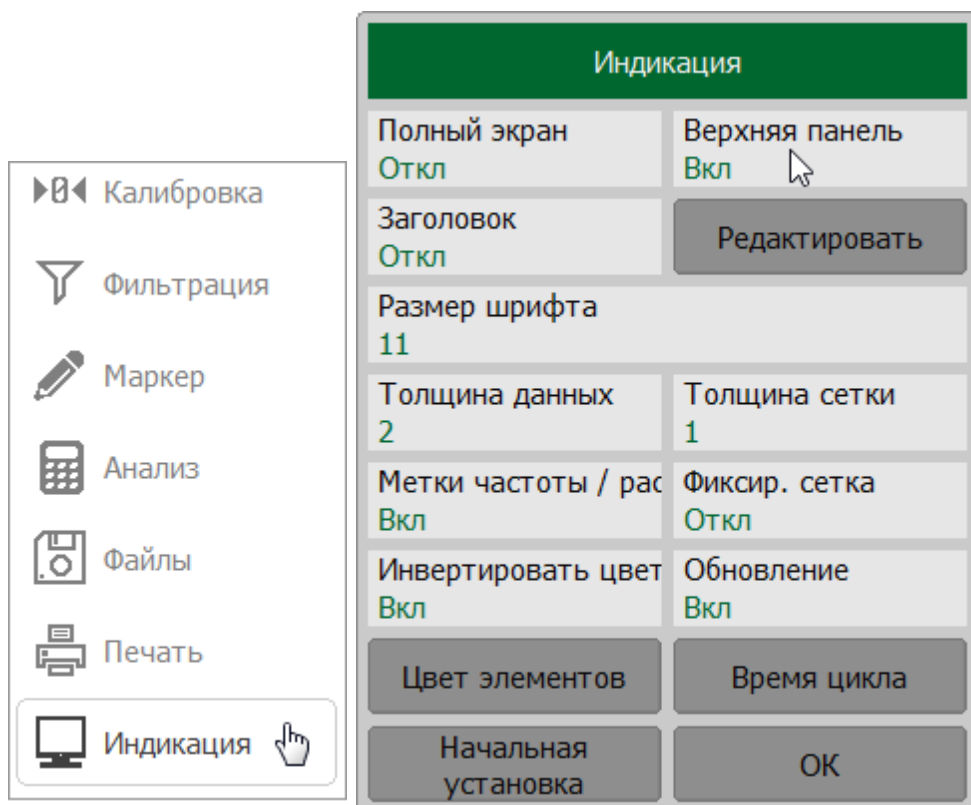 Калибровка
Фильтрация
Маркер
Анализ
Файлы
Печать
Индикация
Индикация
Полный экран
Откл
Верхняя панель
Вкл
Заголовок
Откл
Редактировать
Размер шрифта
11
Толщина данных
2
Толщина сетки
1
Метки частоты / рас
Вкл
Фиксир. сетка
Откл
Инвертировать цвет
Вкл
Обновление
Вкл
Цвет элементов
Время цикла
Начальная
установка
ОК